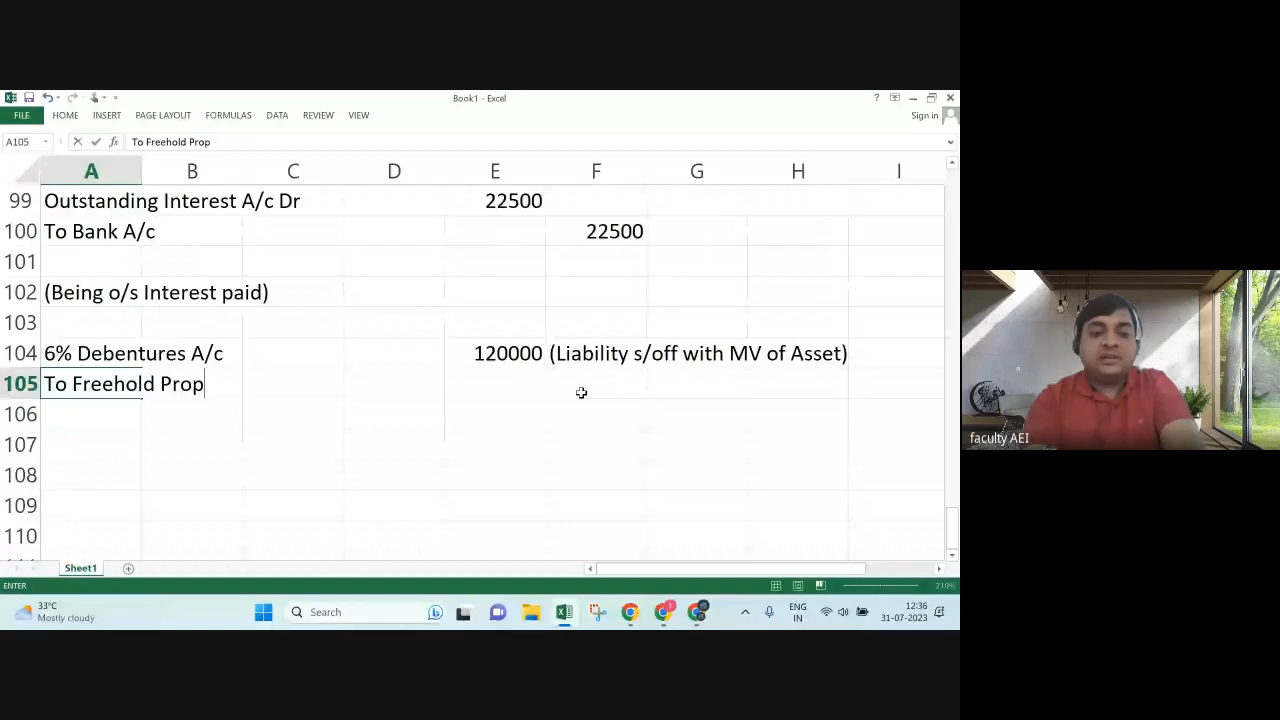 Book1 - Excel
FILE HOME INSERT PAGE LAYOUT FORMULAS DATA REVIEW VIEW Sign in
A105 To Freehold Prop
A B C D E F G H I
99 Outstanding Interest A/c Dr 22500
100 To Bank A/c 22500
101
102 (Being o/s Interest paid)
103
104 6% Debentures A/c 120000 (Liability s/off with MV of Asset)
105 To Freehold Prop
106
107
108
109
110
faculty AEI
Sheet1
ENTER 210%
33°C
Mostly cloudy
Search
ENG
IN
12:36
31-07-2023